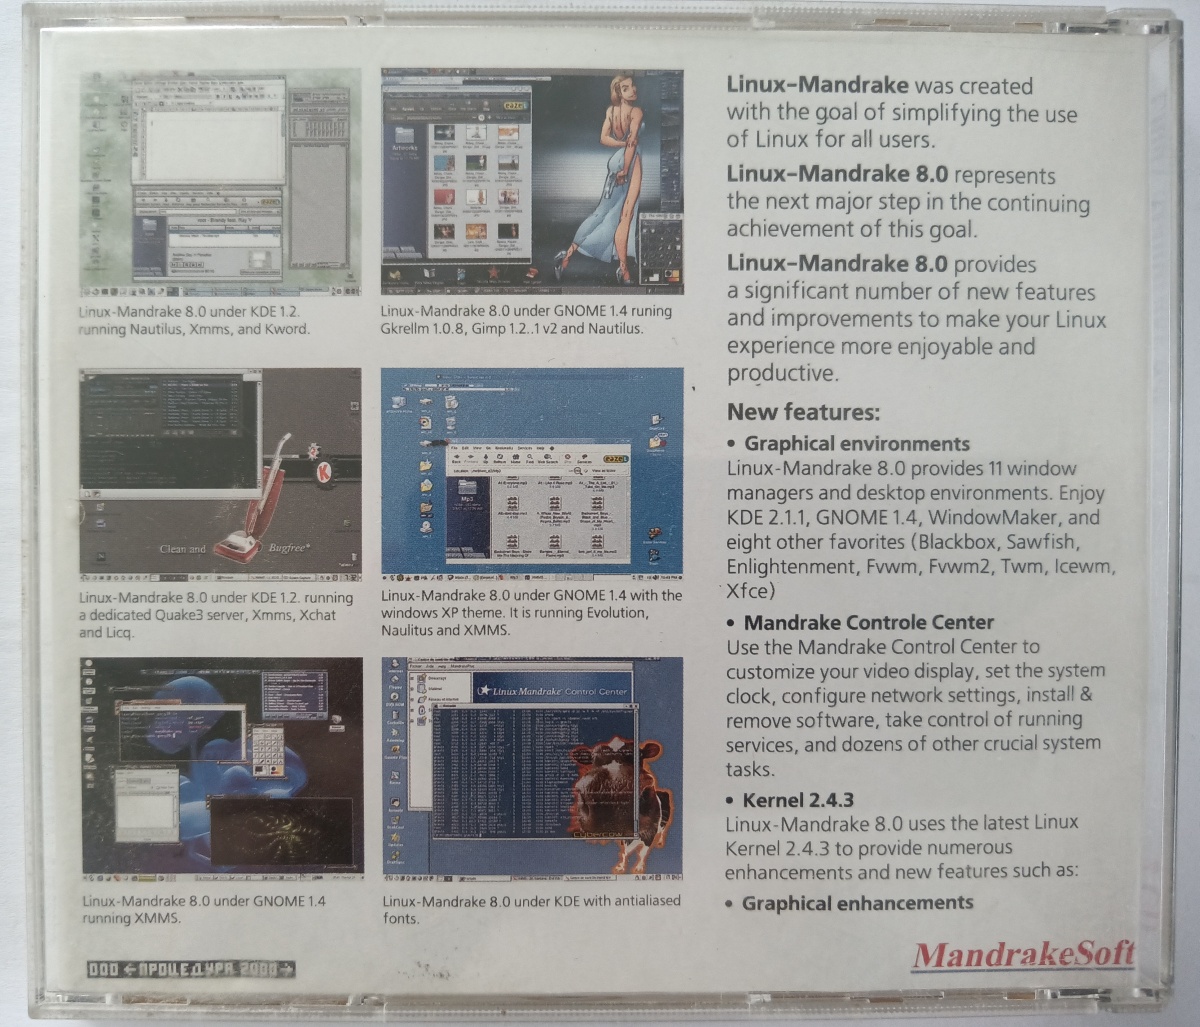 Linux-Mandrake 8.0 under KDE 1.2.
running Nautilus, Xmms, and Kword.
eazel
Artworks
Linux-Mandrake 8.0 under GNOME 1.4 runing
Gkrellm 1.0.8, Gimp 1.2..1 v2 and Nautilus.
K
Clean and Bugfree*
Linux-Mandrake 8.0 under KDE 1.2. running
a dedicated Quake3 server, Xmms, Xchat
and Licq.
eazel
Mp3
Linux-Mandrake 8.0 under GNOME 1.4 with the
windows XP theme. It is running Evolution,
Naulitus and XMMS.
Linux-Mandrake 8.0 under GNOME 1.4
running XMMS.
Linux Mandrake Control Center
Linux-Mandrake 8.0 under KDE with antialiased
fonts.
ООО ПРОЦЕДУРА 2000
Linux-Mandrake was created
with the goal of simplifying the use
of Linux for all users.
Linux-Mandrake 8.0 represents
the next major step in the continuing
achievement of this goal.
Linux-Mandrake 8.0 provides
a significant number of new features
and improvements to make your Linux
experience more enjoyable and
productive.
New features:
• Graphical environments
Linux-Mandrake 8.0 provides 11 window
managers and desktop environments. Enjoy
KDE 2.1.1, GNOME 1.4, WindowMaker, and
eight other favorites (Blackbox, Sawfish,
Enlightenment, Fvwm, Fvwm2, Twm, Icewm,
Xfce)
• Mandrake Controle Center
Use the Mandrake Control Center to
customize your video display, set the system
clock, configure network settings, install &
remove software, take control of running
services, and dozens of other crucial system
tasks.
• Kernel 2.4.3
Linux-Mandrake 8.0 uses the latest Linux
Kernel 2.4.3 to provide numerous
enhancements and new features such as:
• Graphical enhancements
MandrakeSoft